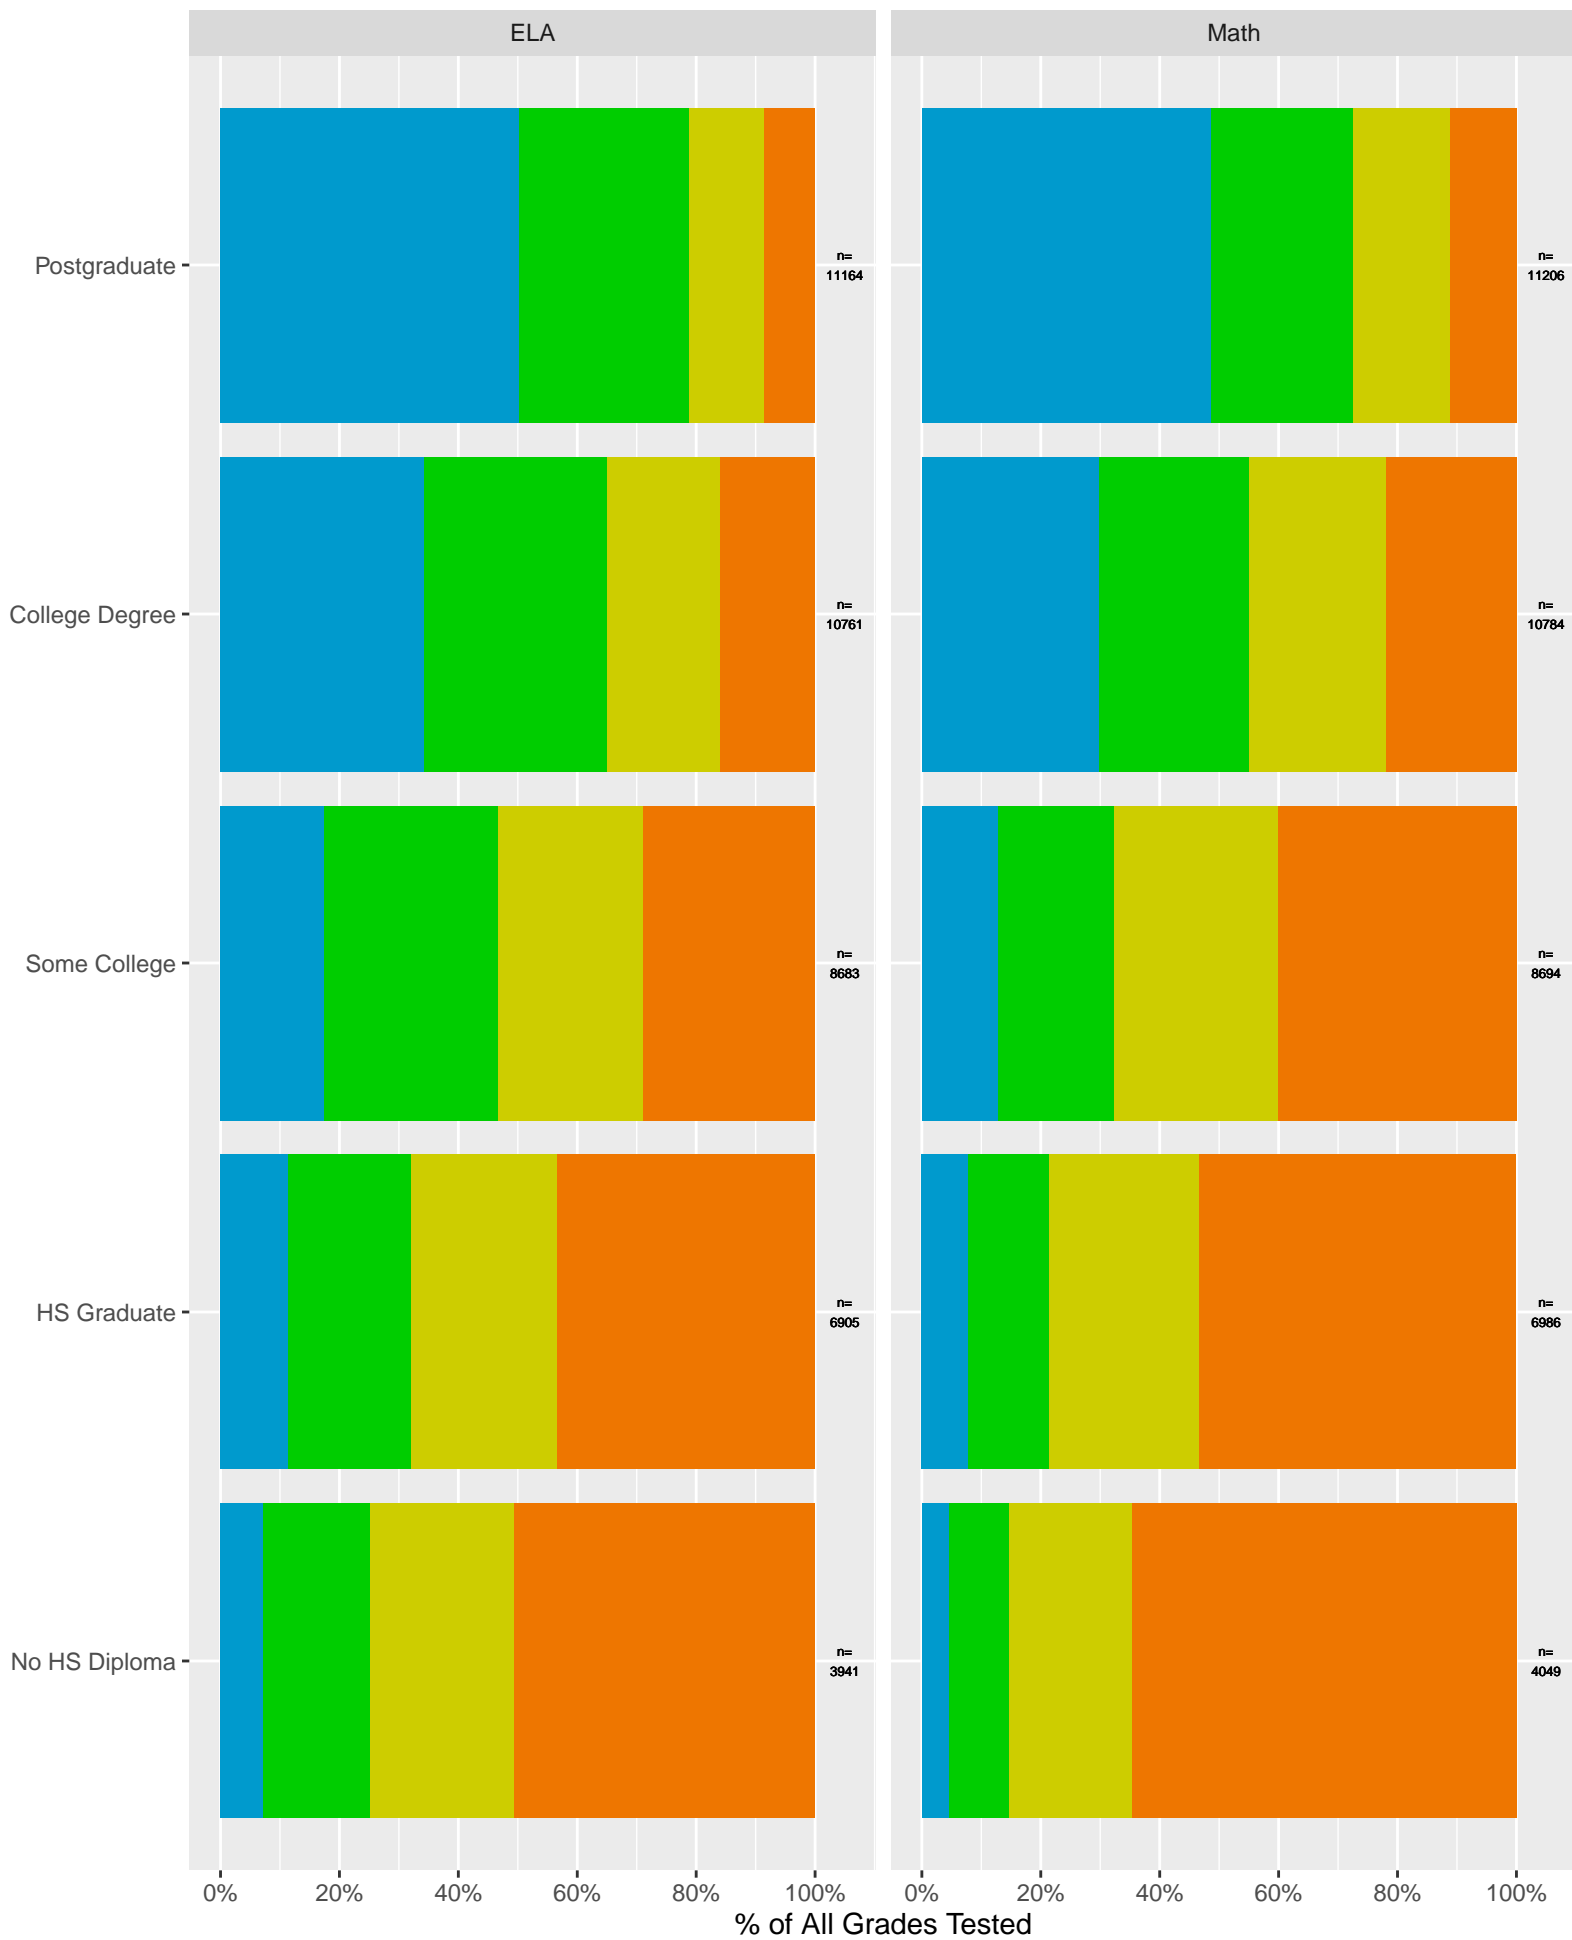 ELA
Math
Postgraduate
n=
11164
n=
11206
College Degree
n=
10761
n=
10784
Some College
n=
8683
n=
8694
HS Graduate
n=
6905
n=
6986
No HS Diploma
n=
3941
n=
4049
0% 20% 40% 60% 80% 100%
0% 20% 40% 60% 80% 100%
% of All Grades Tested